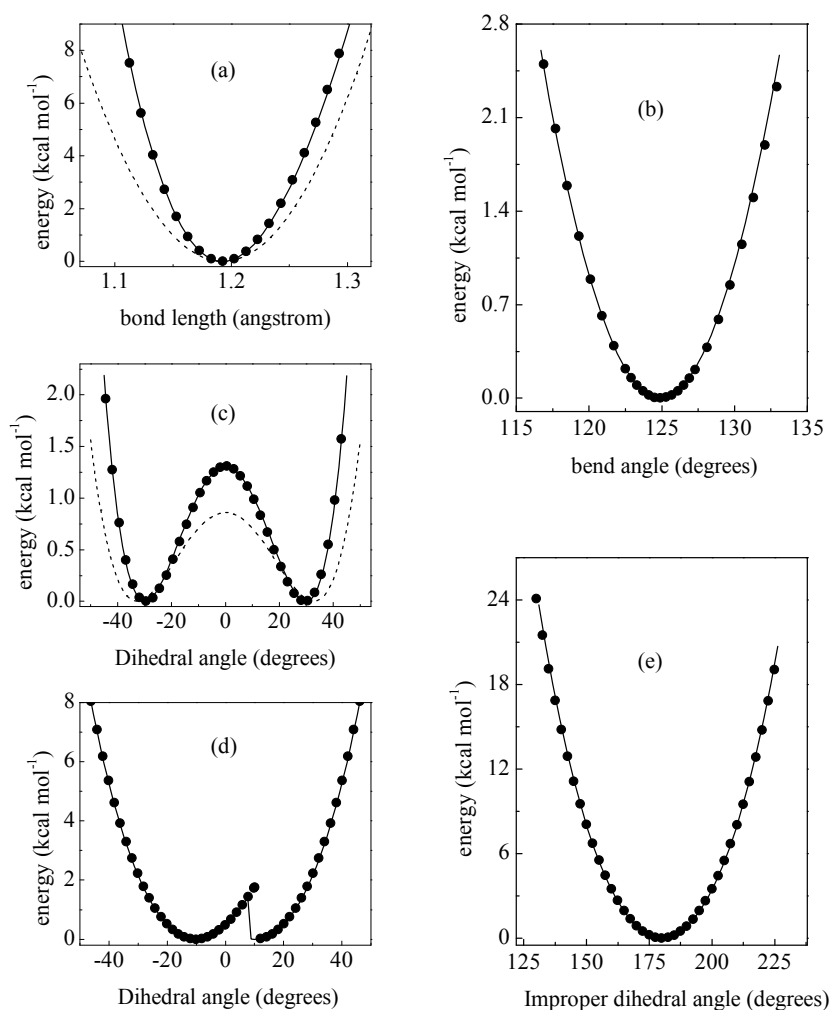 (a)
energy (kcal mol⁻¹)
8
6
4
2
0
1.1 1.2 1.3
bond length (angstrom)
(b)
energy (kcal mol⁻¹)
2.8
2.1
1.4
0.7
0.0
115 120 125 130 135
bend angle (degrees)
(c)
energy (kcal mol⁻¹)
2.0
1.5
1.0
0.5
0.0
-40 -20 0 20 40
Dihedral angle (degrees)
(d)
energy (kcal mol⁻¹)
8
6
4
2
0
-40 -20 0 20 40
Dihedral angle (degrees)
(e)
energy (kcal mol⁻¹)
24
18
12
6
0
125 150 175 200 225
Improper dihedral angle (degrees)